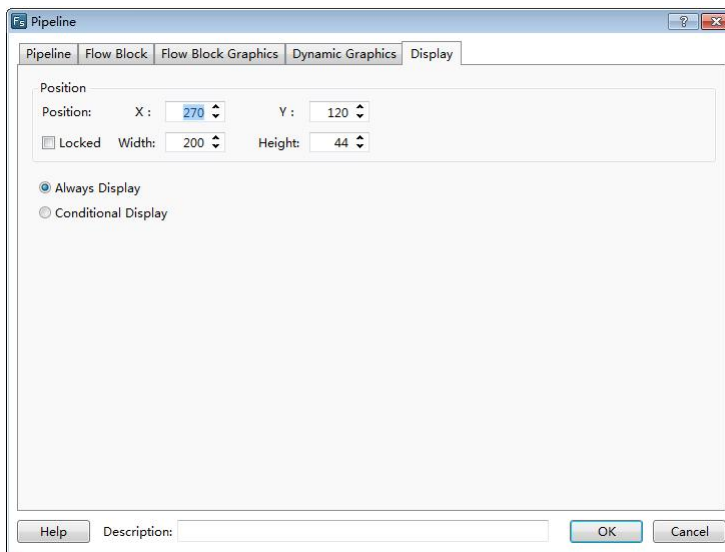 Fs Pipeline
Pipeline Flow Block Flow Block Graphics Dynamic Graphics Display
Position
Position: X : 270 Y : 120
Locked Width: 200 Height: 44
Always Display
Conditional Display
Help Description: OK Cancel